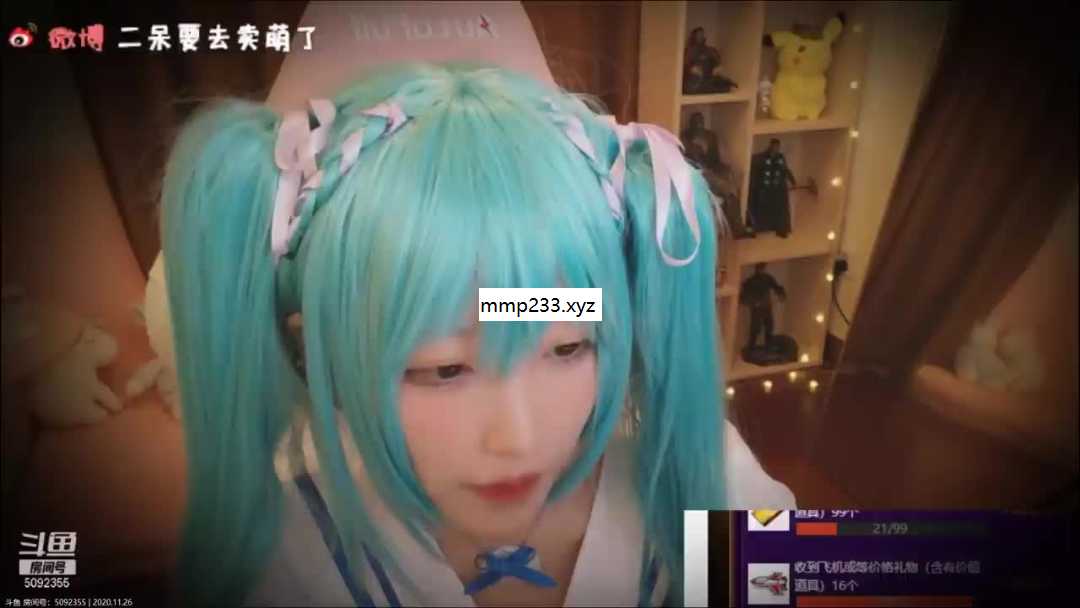 微博 二呆要去卖萌了
mmp233.xyz
道具）99个
21/99
收到飞机或等价格礼物（含有价值
道具）16个
斗鱼
房间号
5092355
斗鱼 房间号：5092355 | 2020.11.26